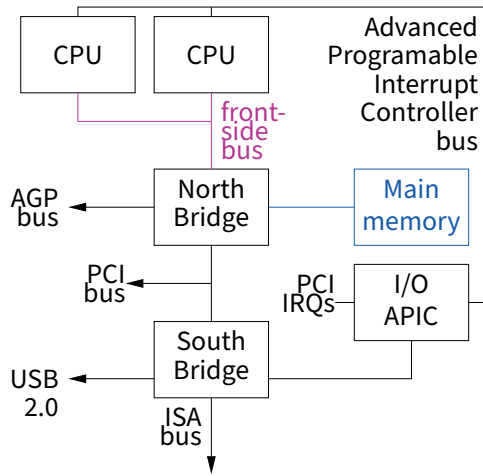 CPU
CPU
Advanced
Programable
Interrupt
Controller
bus
front-
side
bus
AGP
bus
North
Bridge
Main
memory
PCI
bus
PCI
IRQs
I/O
APIC
South
Bridge
USB
2.0
ISA
bus